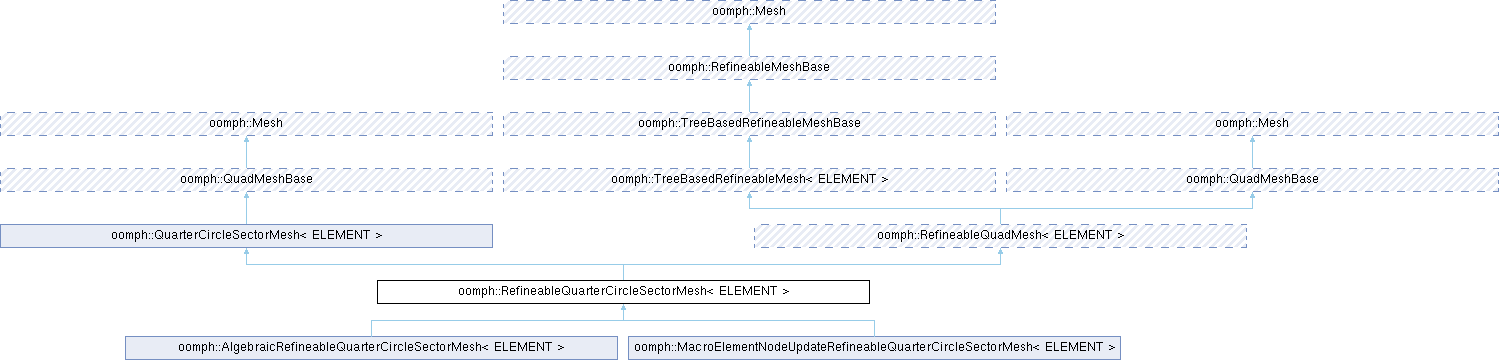 oomph::Mesh
oomph::RefineableMeshBase
oomph::Mesh
oomph::TreeBasedRefineableMeshBase
oomph::Mesh
oomph::QuadMeshBase
oomph::TreeBasedRefineableMesh< ELEMENT >
oomph::QuadMeshBase
oomph::QuarterCircleSectorMesh< ELEMENT >
oomph::RefineableQuadMesh< ELEMENT >
oomph::RefineableQuarterCircleSectorMesh< ELEMENT >
oomph::AlgebraicRefineableQuarterCircleSectorMesh< ELEMENT >
oomph::MacroElementNodeUpdateRefineableQuarterCircleSectorMesh< ELEMENT >